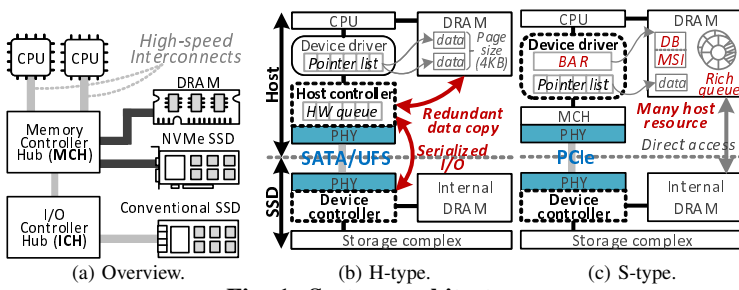 CPU
CPU
High-speed
Interconnects
DRAM
Memory
Controller
Hub (MCH)
NVMe SSD
I/O
Controller
Hub (ICH)
Conventional SSD
(a) Overview.
Host
SSD
CPU
DRAM
Device driver
Pointer list
data
data
Page
size
(4KB)
Host controller
HW queue
PHY
Redundant
data copy
SATA/UFS
Serialized
I/O
PHY
Device
controller
Internal
DRAM
Storage complex
(b) H-type.
CPU
DRAM
Device driver
BAR
Pointer list
DB
MSI
data
Rich
queue
MCH
PHY
Many host
resource
PCIe
Direct access
PHY
Device
controller
Internal
DRAM
Storage complex
(c) S-type.